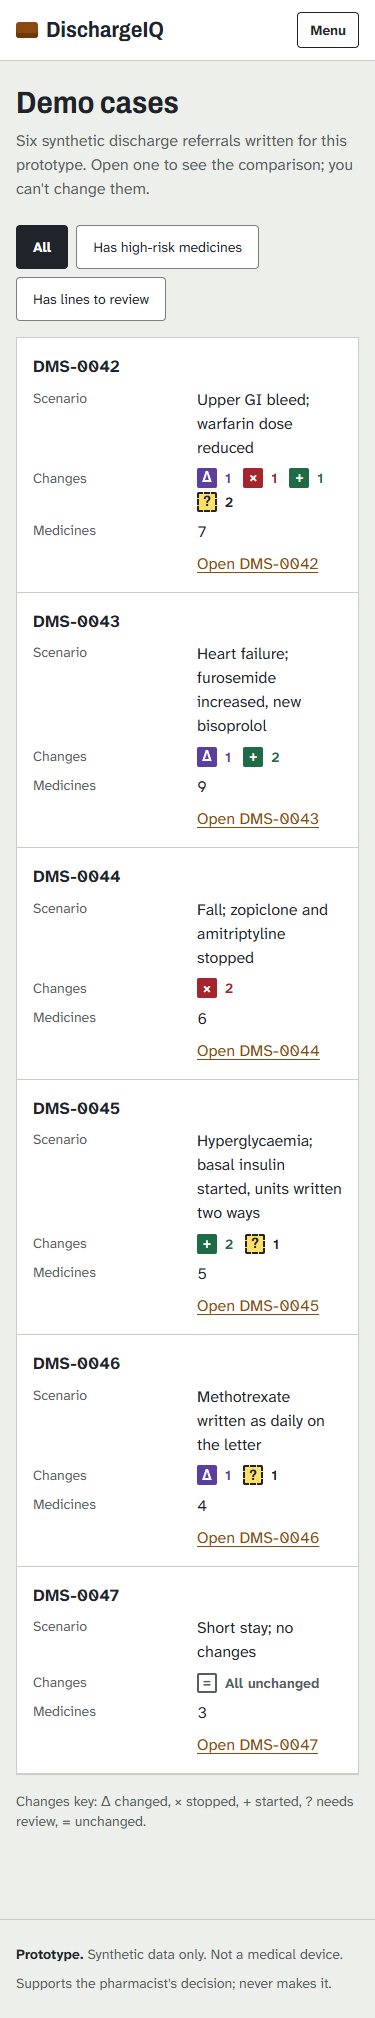 DischargeIQ
Menu
Demo cases
Six synthetic discharge referrals written for this
prototype. Open one to see the comparison; you
can't change them.
All
Has high-risk medicines
Has lines to review
DMS-0042
Scenario
Upper GI bleed;
warfarin dose
reduced
Changes
Δ 1 × 1 + 1
? 2
Medicines
7
Open DMS-0042
DMS-0043
Scenario
Heart failure;
furosemide
increased, new
bisoprolol
Changes
Δ 1 + 2
Medicines
9
Open DMS-0043
DMS-0044
Scenario
Fall; zopiclone and
amitriptyline
stopped
Changes
× 2
Medicines
6
Open DMS-0044
DMS-0045
Scenario
Hyperglycaemia;
basal insulin
started, units written
two ways
Changes
+ 2 ? 1
Medicines
5
Open DMS-0045
DMS-0046
Scenario
Methotrexate
written as daily on
the letter
Changes
Δ 1 ? 1
Medicines
4
Open DMS-0046
DMS-0047
Scenario
Short stay; no
changes
Changes
= All unchanged
Medicines
3
Open DMS-0047
Changes key: Δ changed, × stopped, + started, ? needs
review, = unchanged.
Prototype. Synthetic data only. Not a medical device.
Supports the pharmacist's decision; never makes it.